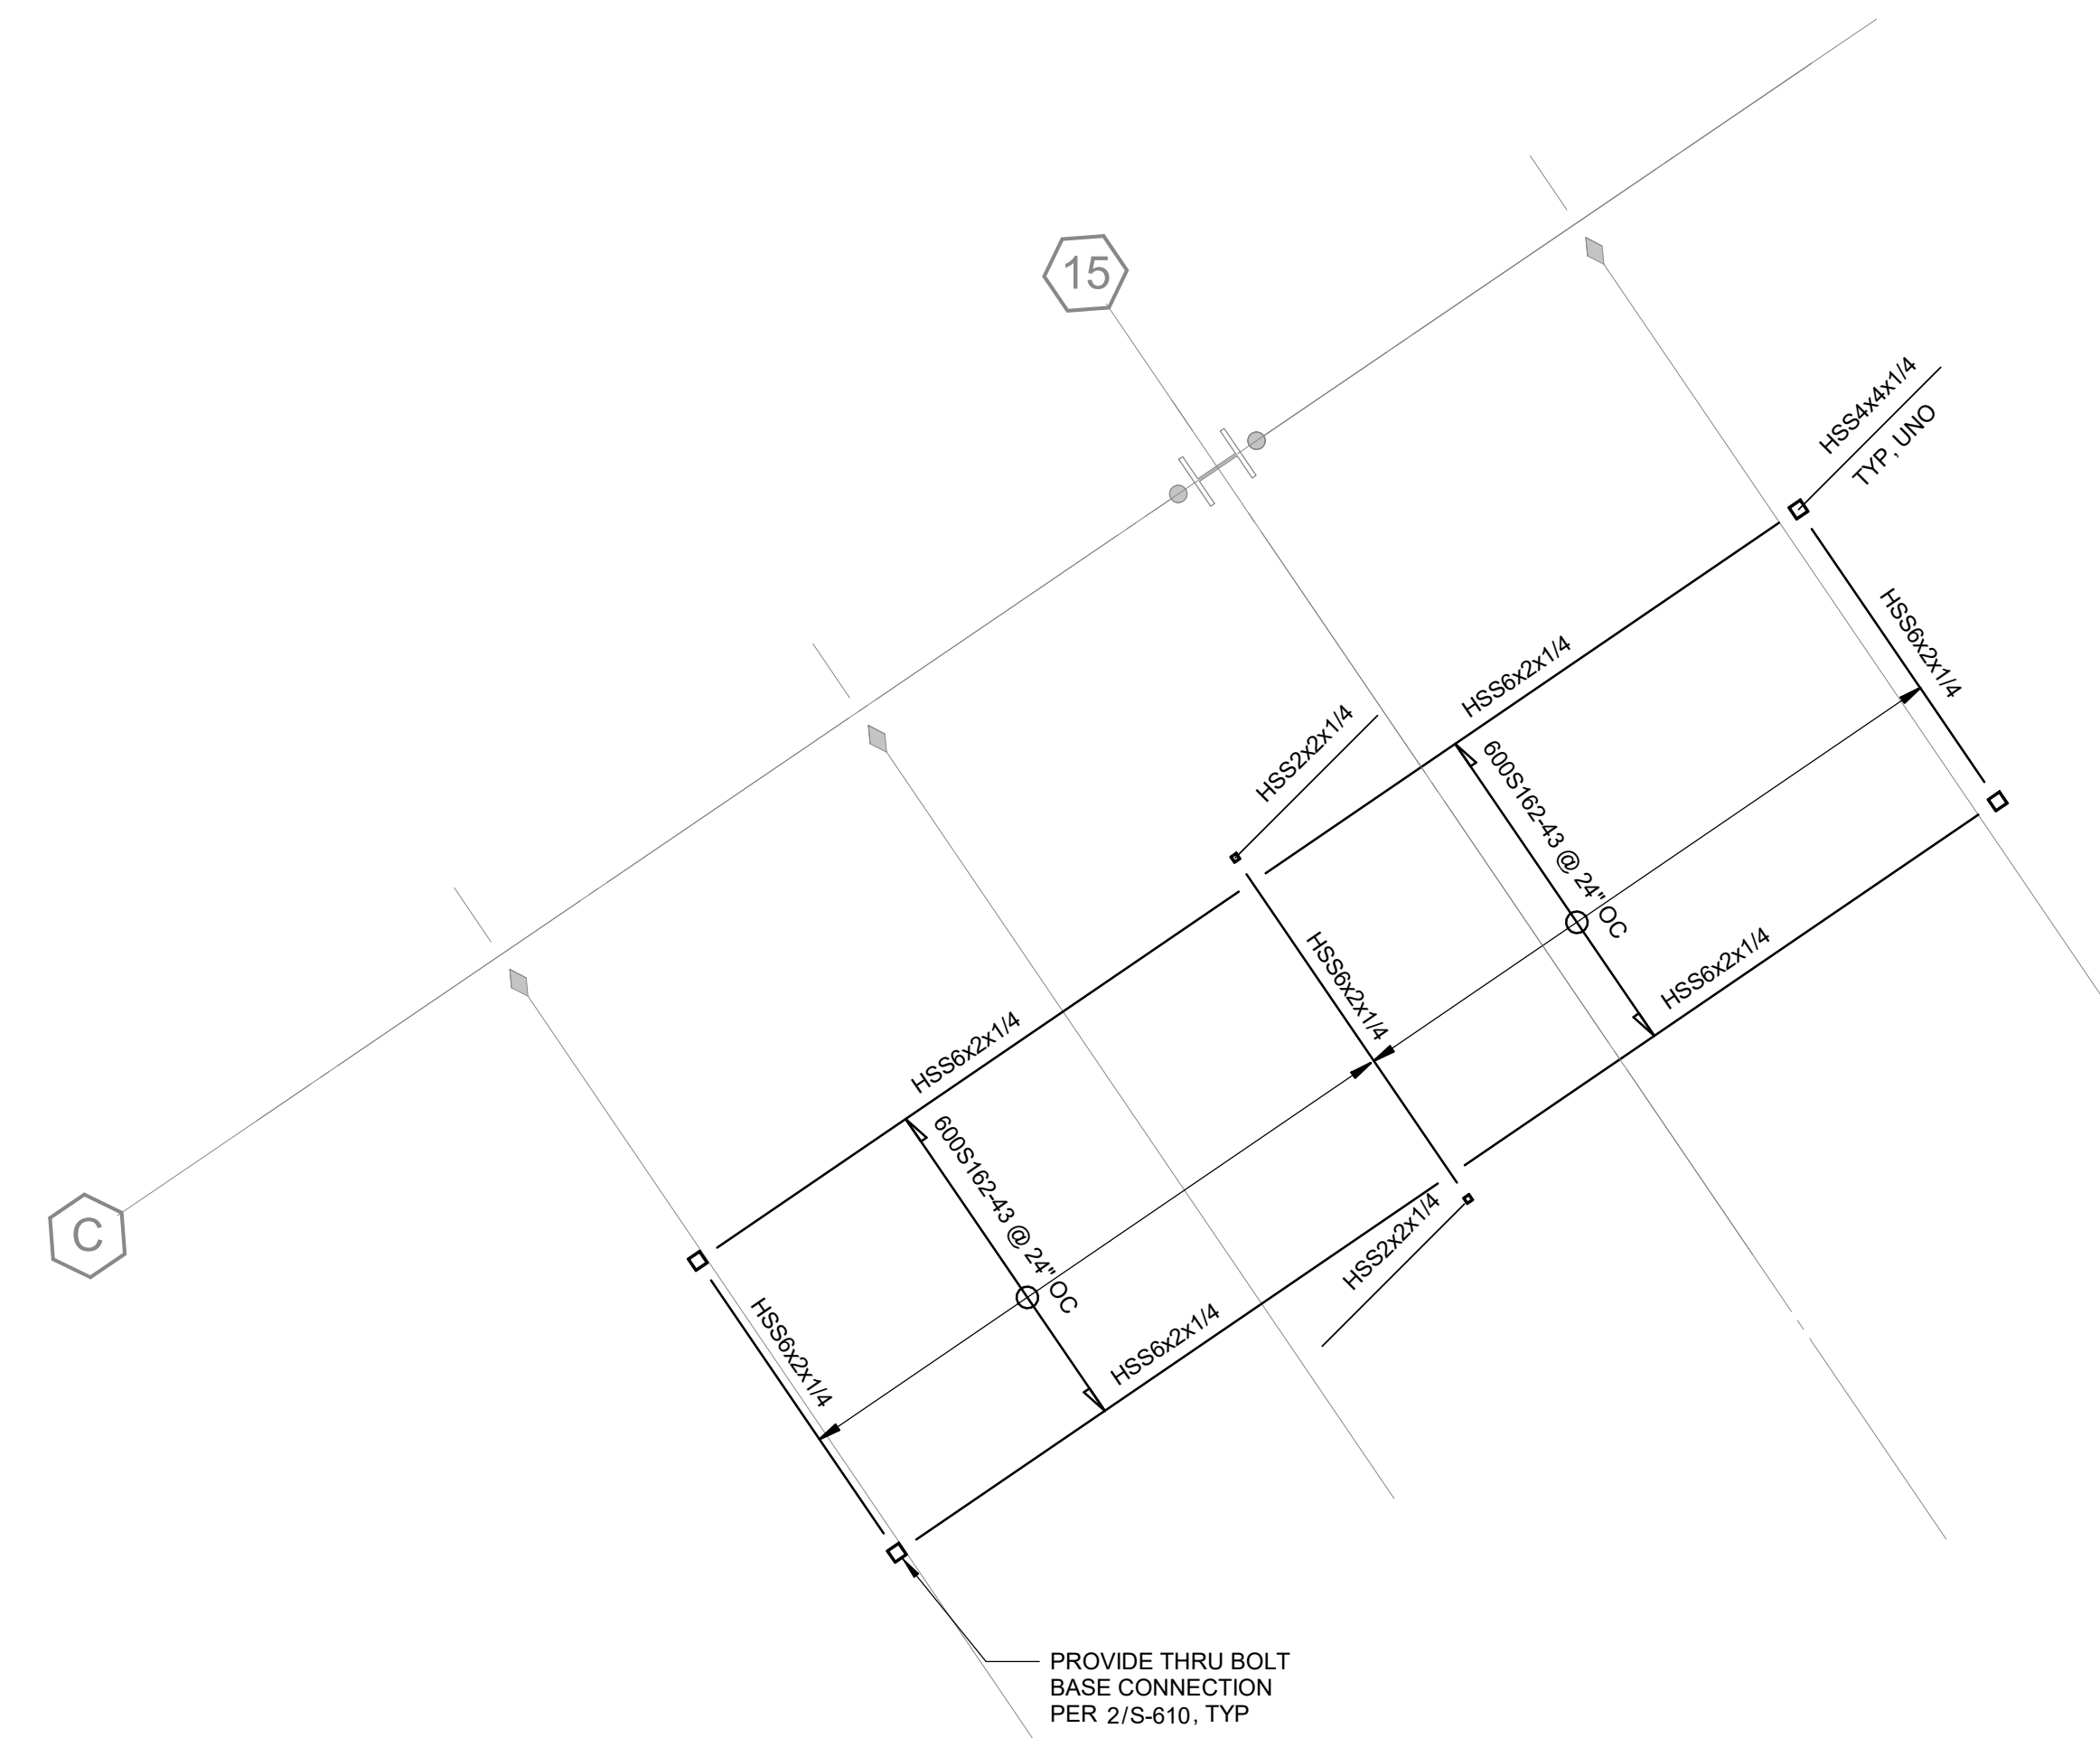 15
HSS4x4x1/4
TYP, UNO
HSS6x2x1/4
HSS6x2x1/4
HSS2x2x1/4
600S162-43 @ 24" OC
HSS6x2x1/4
HSS6x2x1/4
HSS6x2x1/4
600S162-43 @ 24" OC
C
HSS2x2x1/4
HSS6x2x1/4
HSS6x2x1/4
PROVIDE THRU BOLT
BASE CONNECTION
PER 2/S-610, TYP